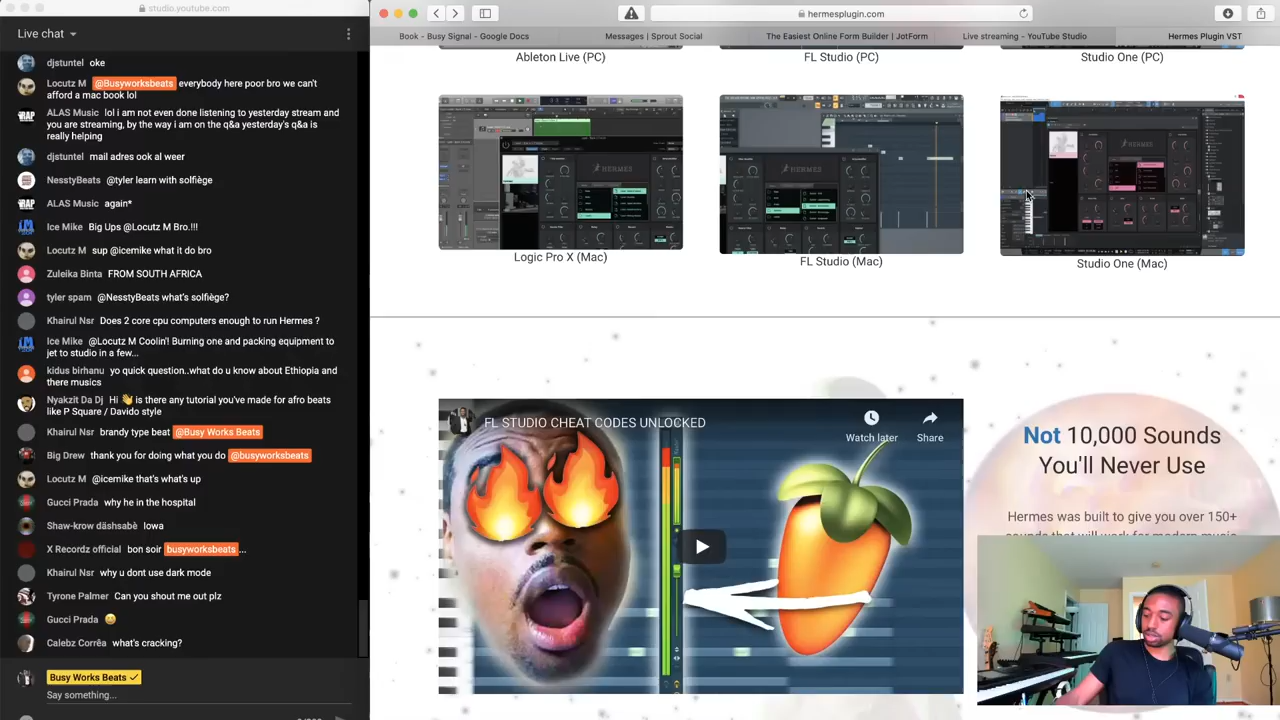 studio.youtube.com
Live chat
djstuntel oke
Locutz M @Busyworksbeats everybody here poor bro we can't
afford a mac book lol
ALAS Music lol i am not even done listening to yesterday stream and
you are streaming, by the way i am on the q&a yesterday's q&a is
really helping
djstuntel mail adres ook al weer
NesstyBeats @tyler learn with solfiège
ALAS Music again*
Ice Mike Big Ups Locutz M Bro.!!!
Locutz M sup @icemike what it do bro
Zuleika Binta FROM SOUTH AFRICA
tyler spam @NesstyBeats what's solfiège?
Khairul Nsr Does 2 core cpu computers enough to run Hermes ?
Ice Mike @Locutz M Coolin'! Burning one and packing equipment to
jet to studio in a few...
kidus birhanu yo quick question..what do u know about Ethiopia and
there musics
Nyakzit Da Dj Hi 👋 is there any tutorial you've made for afro beats
like P Square / Davido style
Khairul Nsr brandy type beat @Busy Works Beats
Big Drew thank you for doing what you do @busyworksbeats
Locutz M @icemike that's what's up
Gucci Prada why he in the hospital
Shaw-krow däshsabè Iowa
X Recordz official bon soir busyworksbeats...
Khairul Nsr why u dont use dark mode
Tyrone Palmer Can you shout me out plz
Gucci Prada 😀
Calebz Corrêa what's cracking?
Busy Works Beats
Say something...
hermesplugin.com
Book - Busy Signal - Google Docs
Messages | Sprout Social
The Easiest Online Form Builder | JotForm
Live streaming - YouTube Studio
Hermes Plugin VST
Ableton Live (PC)
FL Studio (PC)
Studio One (PC)
HERMES
HERMES
HERMES
Logic Pro X (Mac)
FL Studio (Mac)
Studio One (Mac)
FL STUDIO CHEAT CODES UNLOCKED
Watch later
Share
Not 10,000 Sounds
You'll Never Use
Hermes was built to give you over 150+
sounds that will work for modern music